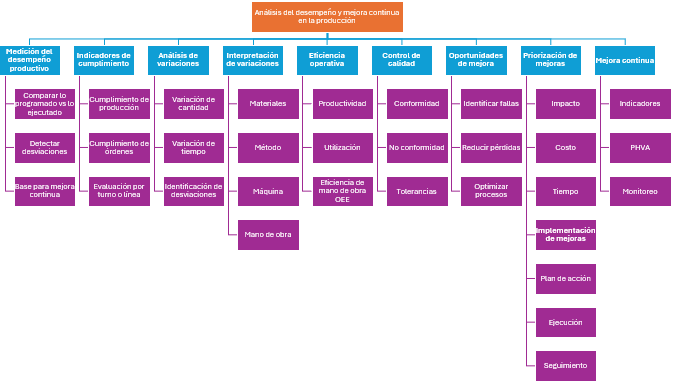 Análisis del desempeño y mejora continua
en la producción
Medición del
desempeño
productivo
Comparar lo
programado vs lo
ejecutado
Detectar
desviaciones
Base para mejora
continua
Indicadores de
cumplimiento
Cumplimiento de
producción
Cumplimiento de
órdenes
Evaluación por
turno o línea
Análisis de
variaciones
Variación de
cantidad
Variación de
tiempo
Identificación de
desviaciones
Interpretación
de variaciones
Materiales
Método
Máquina
Mano de obra
Eficiencia
operativa
Productividad
Utilización
Eficiencia de
mano de obra
OEE
Control de
calidad
Conformidad
No conformidad
Tolerancias
Oportunidades
de mejora
Identificar fallas
Reducir pérdidas
Optimizar
procesos
Priorización de
mejoras
Impacto
Costo
Tiempo
Implementación
de mejoras
Plan de acción
Ejecución
Seguimiento
Mejora continua
Indicadores
PHVA
Monitoreo